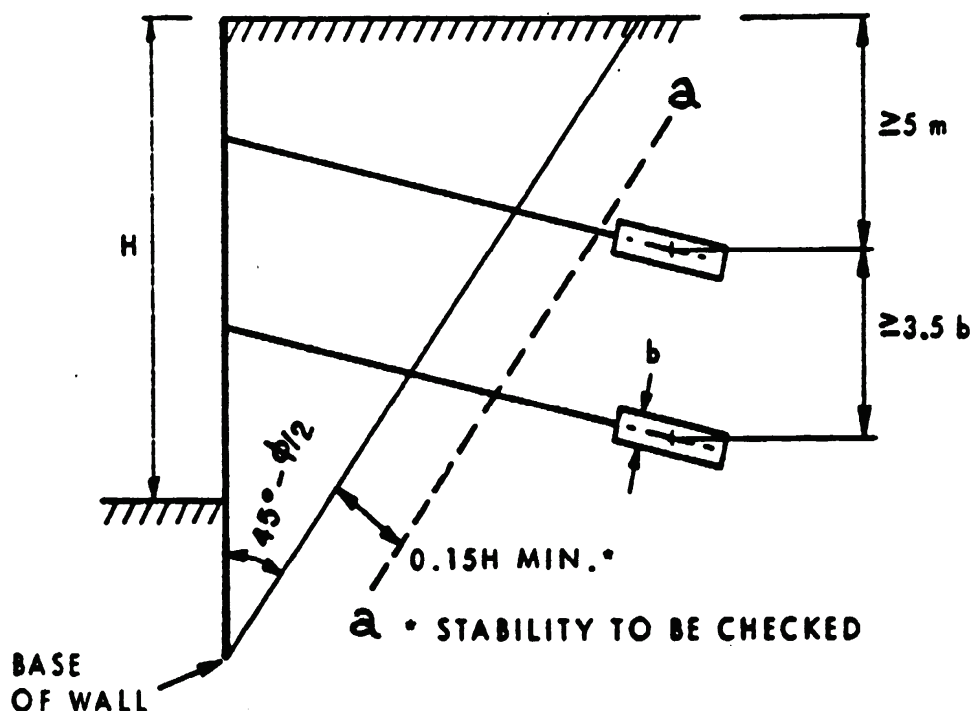 a
≥5 m
H
≥3.5 b
b
45°-φ/2
0.15H MIN.*
a * STABILITY TO BE CHECKED
BASE
OF WALL